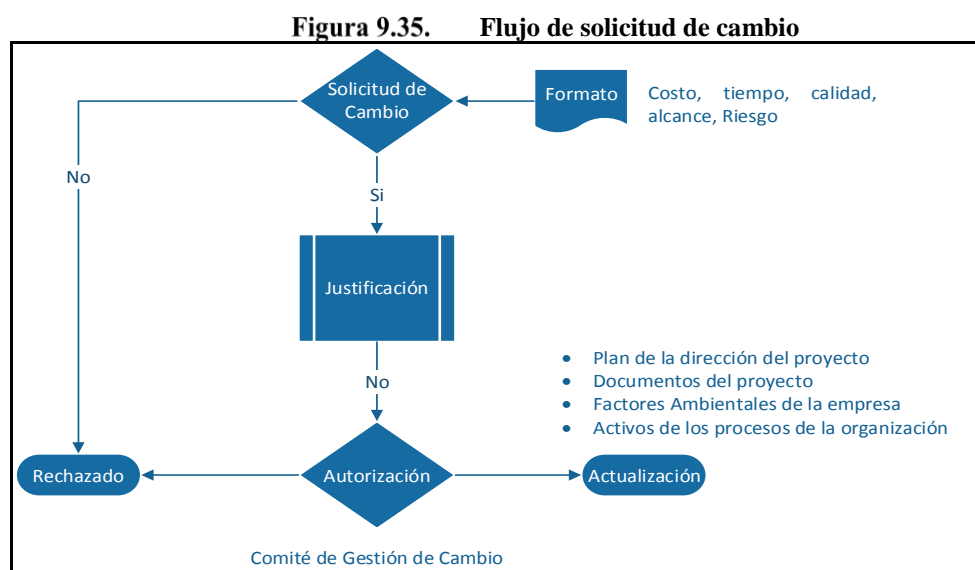 Figura 9.35. Flujo de solicitud de cambio
Solicitud de
Cambio
Formato
Costo, tiempo, calidad,
alcance, Riesgo
No
Si
Justificación
No
Plan de la dirección del proyecto
Documentos del proyecto
Factores Ambientales de la empresa
Activos de los procesos de la organización
Rechazado
Autorización
Actualización
Comité de Gestión de Cambio